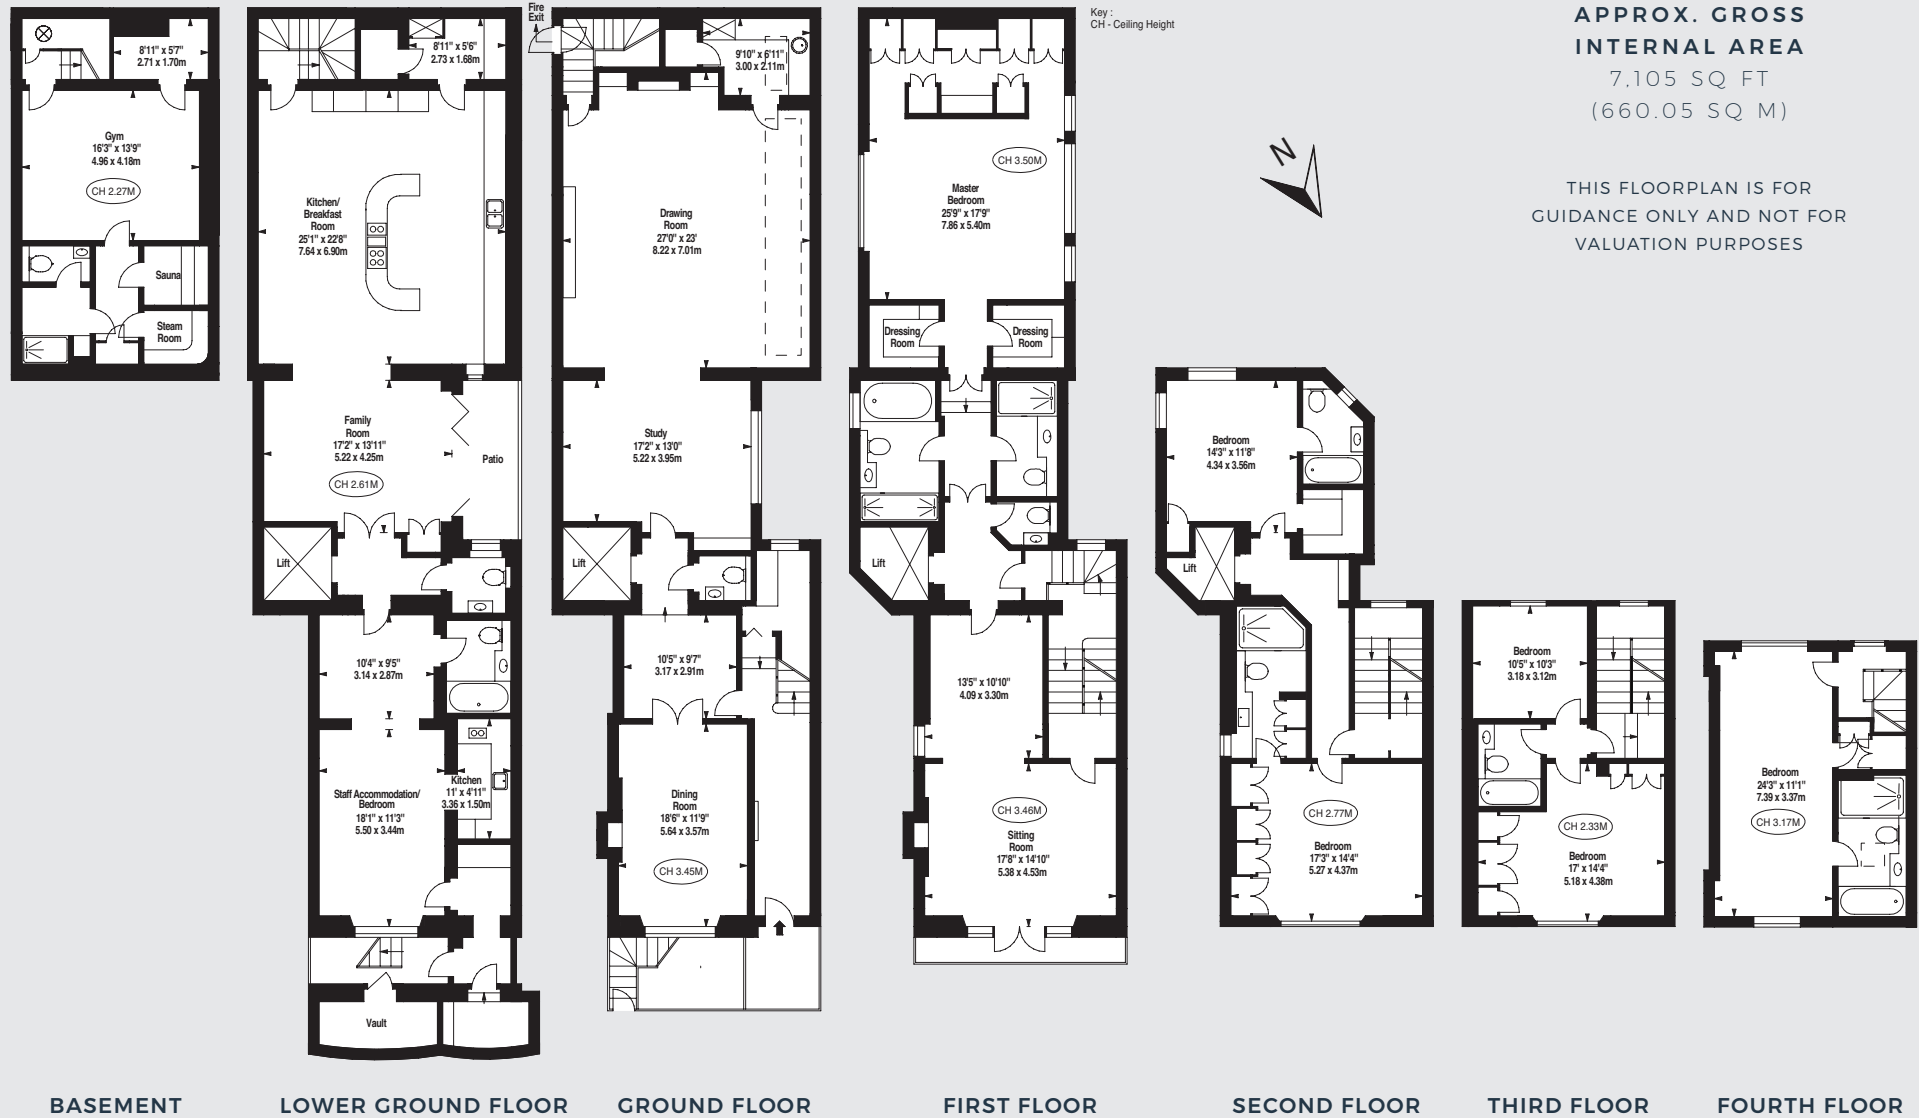 Key :
CH - Ceiling Height
APPROX. GROSS
INTERNAL AREA
7,105 SQ FT
(660.05 SQ M)
THIS FLOORPLAN IS FOR
GUIDANCE ONLY AND NOT FOR
VALUATION PURPOSES
N
8'11" x 5'7"
2.71 x 1.70m
Gym
16'3" x 13'9"
4.96 x 4.18m
CH 2.27M
Sauna
Steam
Room
BASEMENT
8'11" x 5'6"
2.73 x 1.68m
Kitchen/
Breakfast
Room
25'1" x 22'8"
7.64 x 6.90m
Family
Room
17'2" x 13'11"
5.22 x 4.25m
CH 2.61M
Patio
Lift
10'4" x 9'5"
3.14 x 2.87m
Kitchen
11' x 4'11"
3.36 x 1.50m
Staff Accommodation/
Bedroom
18'1" x 11'3"
5.50 x 3.44m
Vault
LOWER GROUND FLOOR
Fire
Exit
9'10" x 6'11"
3.00 x 2.11m
Drawing
Room
27'0" x 23'
8.22 x 7.01m
Study
17'2" x 13'0"
5.22 x 3.95m
Lift
10'5" x 9'7"
3.17 x 2.91m
Dining
Room
18'6" x 11'9"
5.64 x 3.57m
CH 3.45M
GROUND FLOOR
CH 3.50M
Master
Bedroom
25'9" x 17'9"
7.86 x 5.40m
Dressing
Room
Dressing
Room
Lift
13'5" x 10'10"
4.09 x 3.30m
CH 3.46M
Sitting
Room
17'8" x 14'10"
5.38 x 4.53m
FIRST FLOOR
Bedroom
14'3" x 11'8"
4.34 x 3.56m
Lift
CH 2.77M
Bedroom
17'3" x 14'4"
5.27 x 4.37m
SECOND FLOOR
Bedroom
10'5" x 10'3"
3.18 x 3.12m
CH 2.33M
Bedroom
17' x 14'4"
5.18 x 4.38m
THIRD FLOOR
Bedroom
24'3" x 11'1"
7.39 x 3.37m
CH 3.17M
FOURTH FLOOR